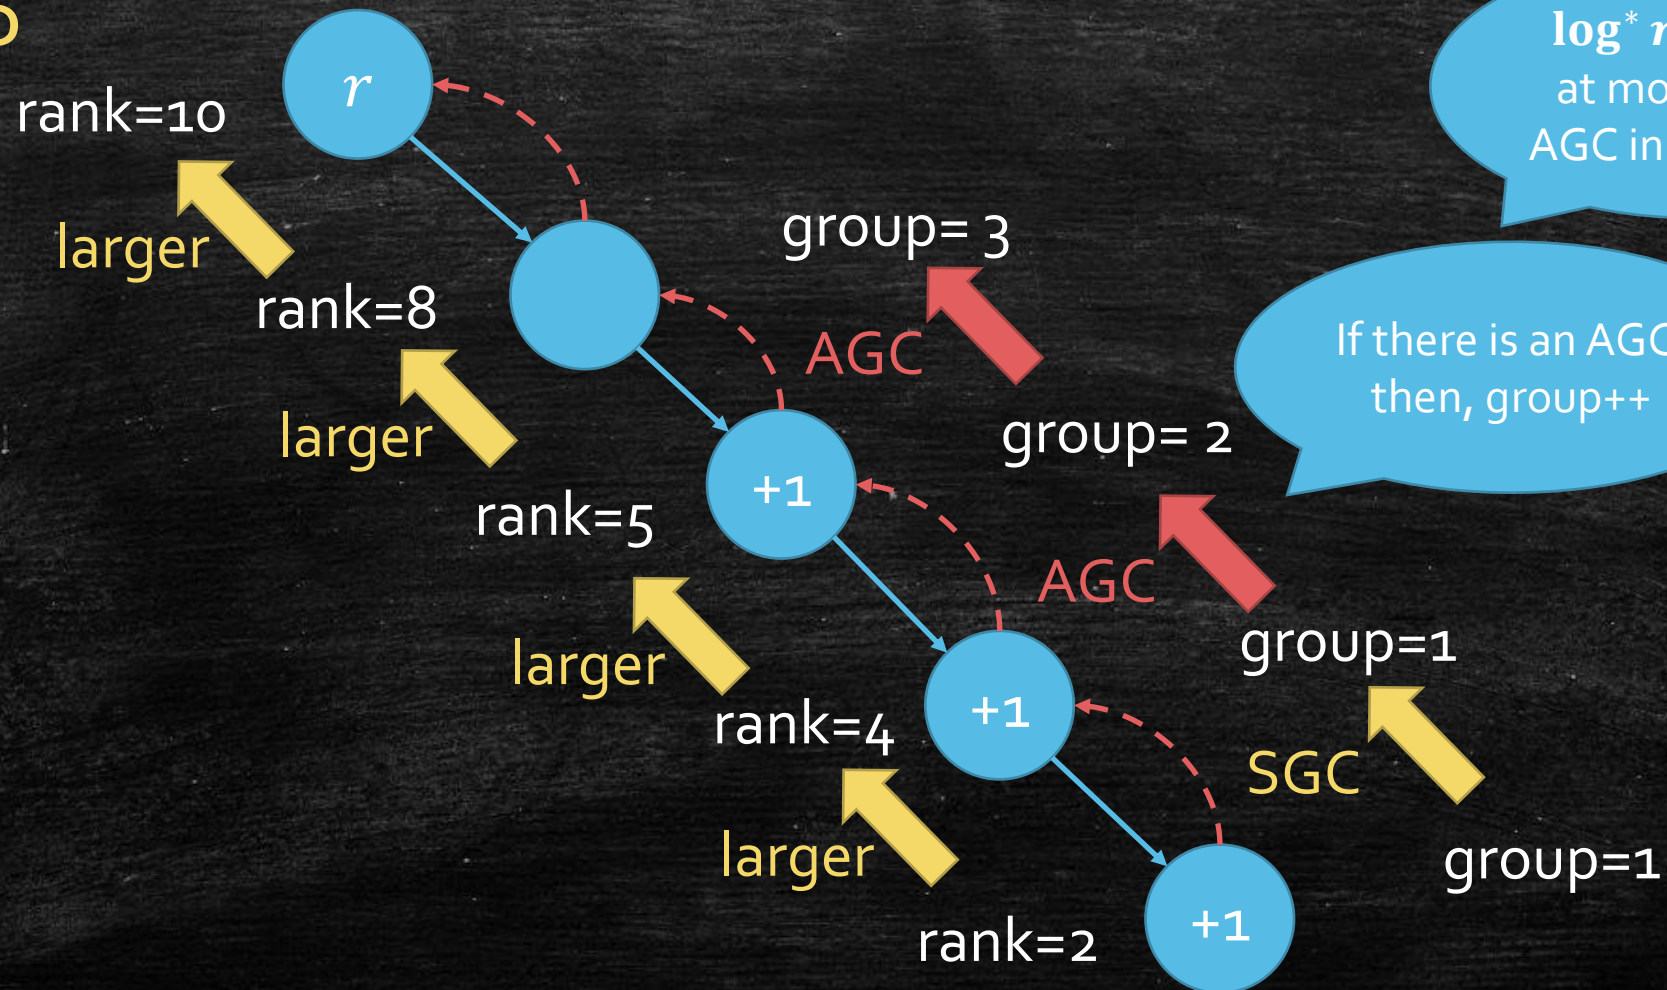 log*
r
at
rank=10
AGC in
larger
group= 3
rank=8
If there is an AGC
AGC
then, group++
larger
group= 2
+1
rank=5
AGC
group=1
larger
rank=4
+1
SGC
larger
group=1
+1
rank=2